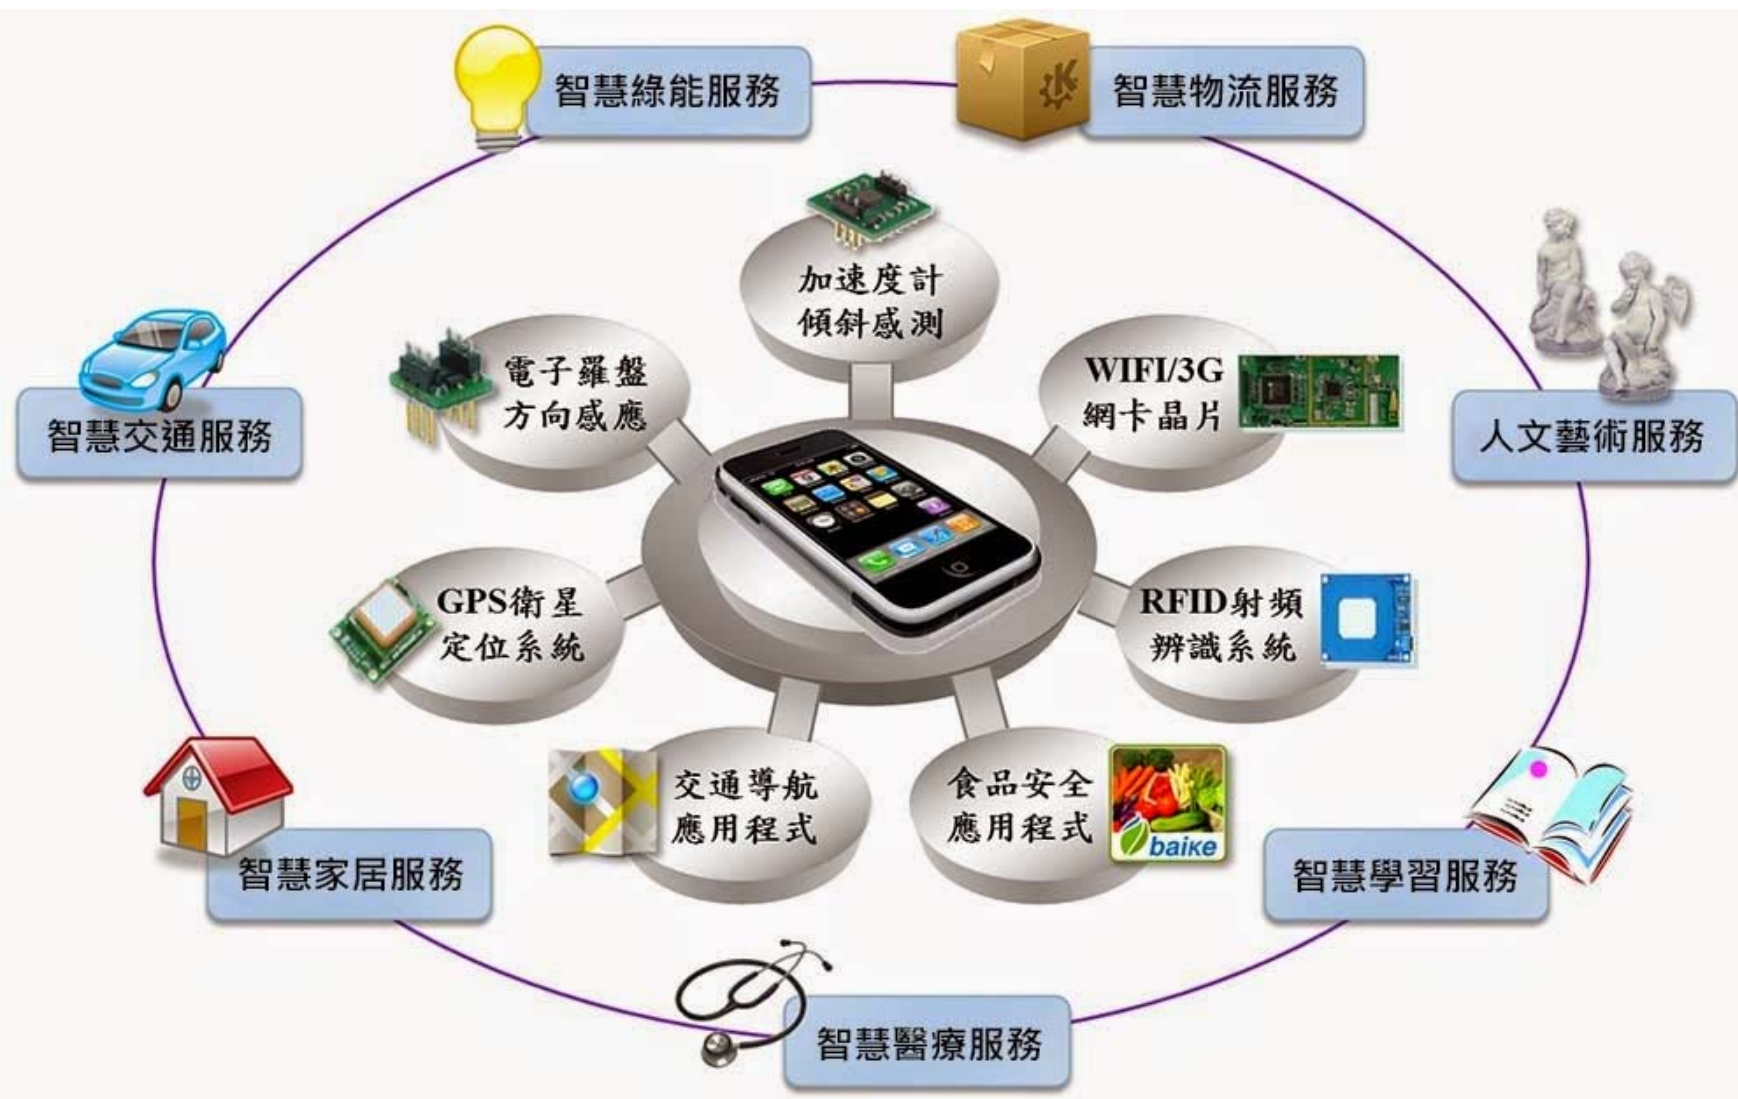 智慧綠能服務
智慧物流服務
加速度計
傾斜感測
電子羅盤
方向感應
WIFI/3G
網卡晶片
智慧交通服務
人文藝術服務
GPS衛星
定位系統
RFID射頻
辨識系統
交通導航
應用程式
食品安全
應用程式
baike
智慧家居服務
智慧學習服務
智慧醫療服務